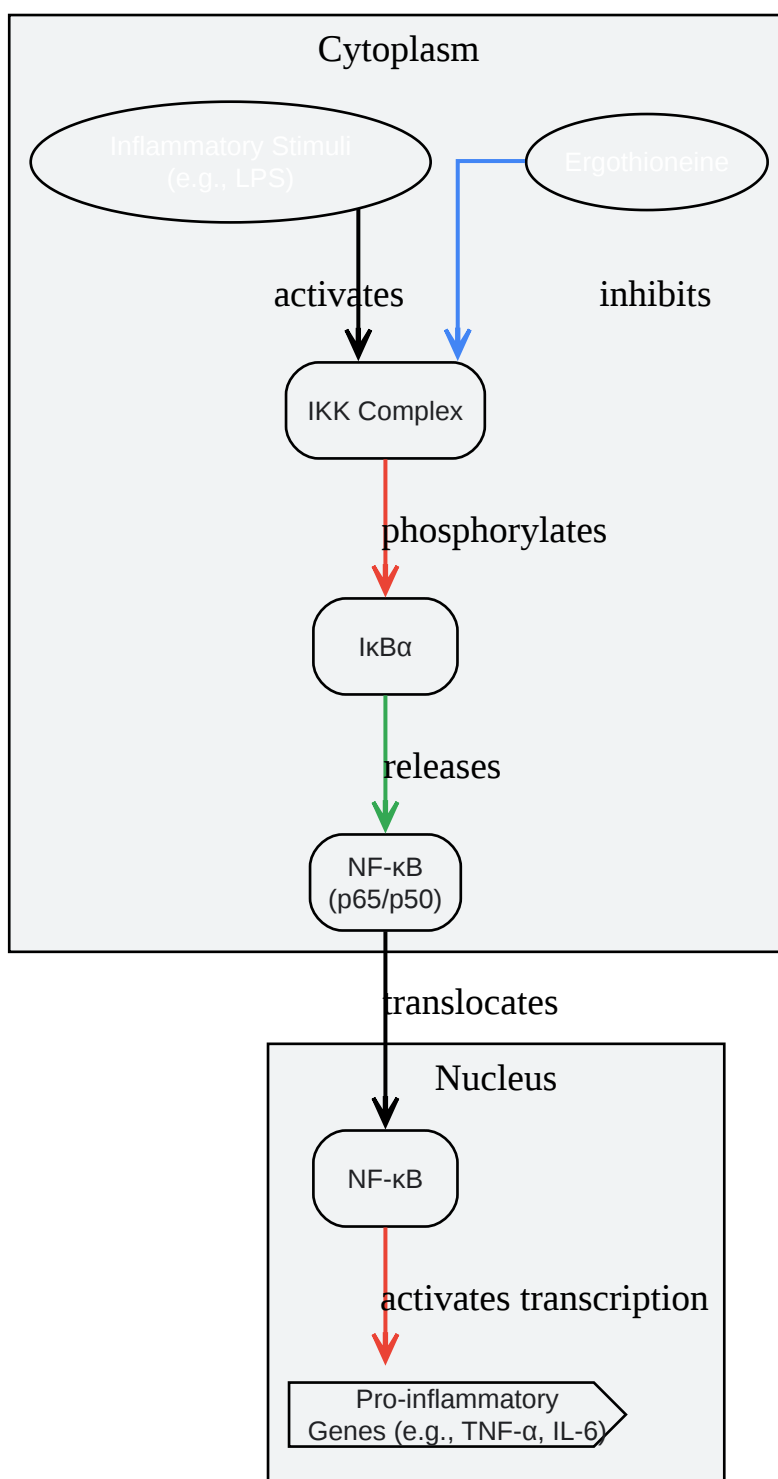 Cytoplasm
Inflammatory Stimuli
(e.g., LPS)
Ergothioneine
activates
inhibits
IKK Complex
phosphorylates
IκBα
releases
NF-κB
(p65/p50)
translocates
Nucleus
NF-κB
activates transcription
Pro-inflammatory
Genes (e.g., TNF-α, IL-6)